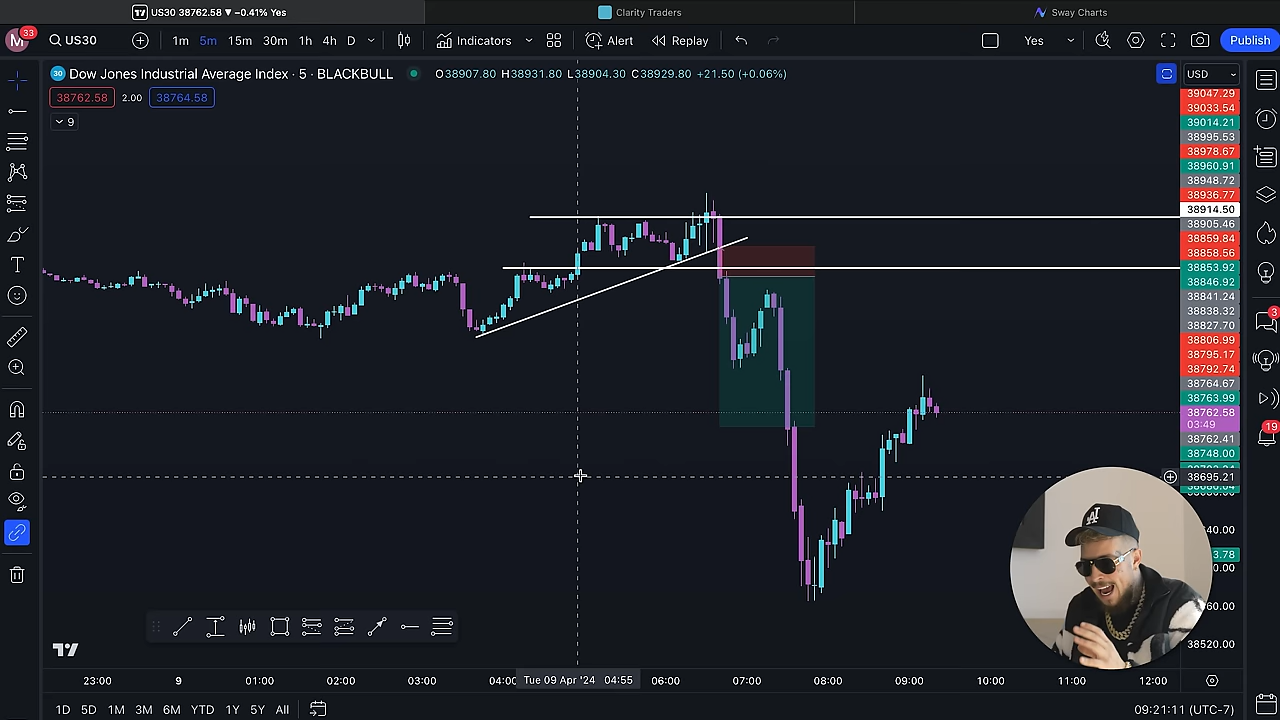 US30 38762.58 ▼ −0.41% Yes
Clarity Traders
Sway Charts
M 33
US30
1m 5m 15m 30m 1h 4h D
Indicators
Alert
Replay
Yes
Publish
30 Dow Jones Industrial Average Index · 5 · BLACKBULL
O38907.80 H38931.80 L38904.30 C38929.80 +21.50 (+0.06%)
USD
38762.58 2.00 38764.58
9
39047.29
39033.54
39014.21
38995.53
38978.67
38960.91
38948.72
38936.77
38914.50
38905.46
38859.84
38858.56
38853.92
38846.92
38841.24
38838.32
38827.70
38806.99
38795.17
38792.74
38764.67
38763.99
38762.58
03:49
38762.41
38748.00
38695.21
40.00
3.78
0.00
60.00
38520.00
3
19
23:00 9 01:00 02:00 03:00 04:00 Tue 09 Apr '24 04:55 06:00 07:00 08:00 09:00 10:00 11:00 12:00
1D 5D 1M 3M 6M YTD 1Y 5Y All
09:21:11 (UTC-7)